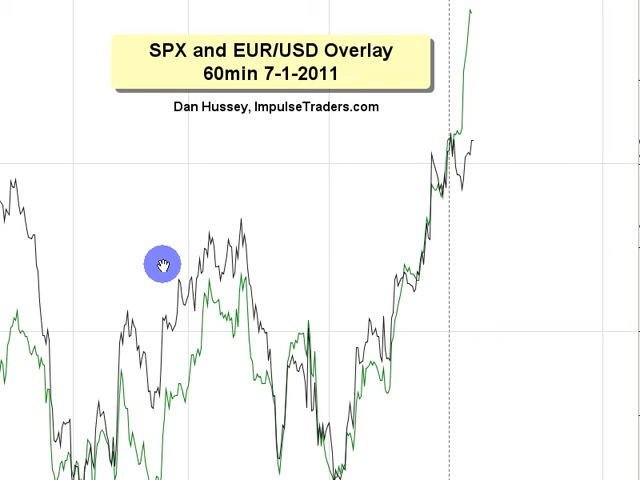 SPX and EUR/USD Overlay
60min 7-1-2011
Dan Hussey, ImpulseTraders.com